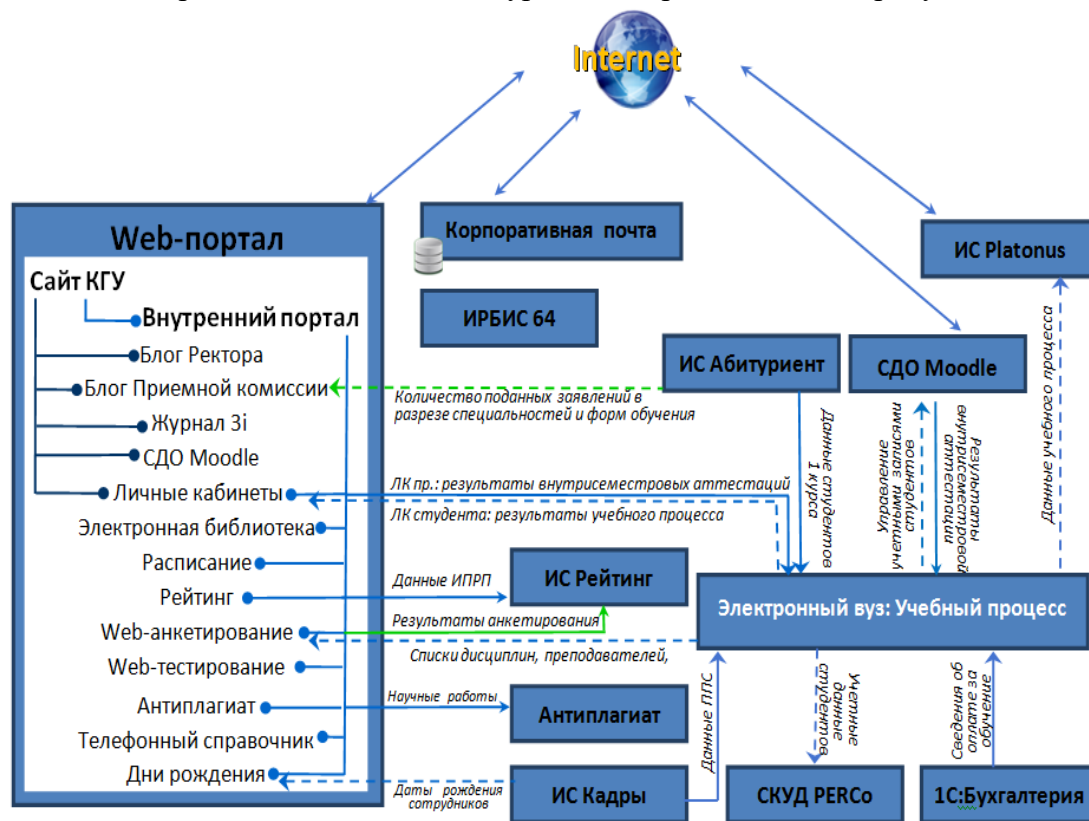 Internet
Web-портал
Сайт КГУ
Внутренний портал
Блог Ректора
Блог Приемной комиссии
Журнал 3i
СДО Moodle
Личные кабинеты
Электронная библиотека
Расписание
Рейтинг
Web-анкетирование
Web-тестирование
Антиплагиат
Телефонный справочник
Дни рождения
Корпоративная почта
ИРБИС 64
ИС Platonus
ИС Абитуриент
СДО Moodle
Количество поданных заявлений в
разрезе специальностей и форм обучения
Данные студентов
1 курса
Управление
учетными записями
студентов
Результаты
внутрисеместровой
аттестации
Данные учебного процесса
ЛК пр.: результаты внутрисеместровых аттестаций
ЛК студента: результаты учебного процесса
Данные ИПРП
ИС Рейтинг
Результаты анкетирования
Электронный вуз: Учебный процесс
Списки дисциплин, преподавателей,
Научные работы
Антиплагиат
Данные ППС
Учетные
данные
студентов
Сведения об
оплате за
обучение
Даты рождения
сотрудников
ИС Кадры
СКУД PERCo
1С:Бухгалтерия